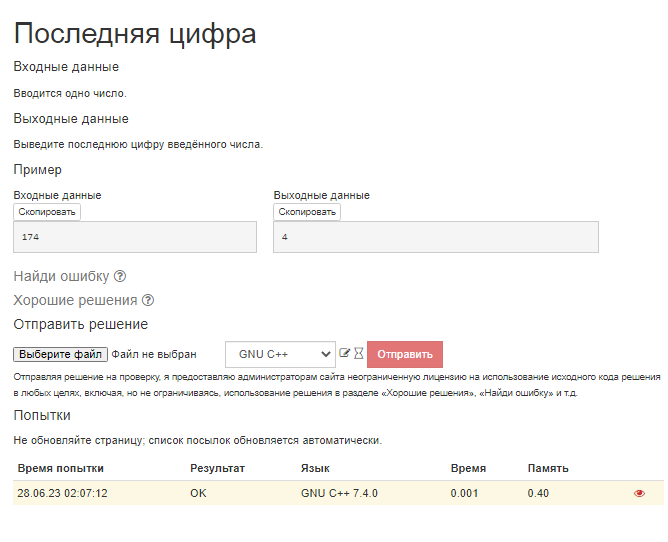 Последняя цифра
Входные данные
Вводится одно число.
Выходные данные
Выведите последнюю цифру введённого числа.
Пример
Входные данные Выходные данные
Скопировать Скопировать
174 4
Найди ошибку
Хорошие решения
Отправить решение
Выберите файл Файл не выбран GNU C++ Отправить
Отправляя решение на проверку, я предоставляю администраторам сайта неограниченную лицензию на использование исходного кода решения
в любых целях, включая, но не ограничиваясь, использование решения в разделе «Хорошие решения», «Найди ошибку» и т.д.
Попытки
Не обновляйте страницу; список посылок обновляется автоматически.
Время попытки Результат Язык Время Память
28.06.23 02:07:12 OK GNU C++ 7.4.0 0.001 0.40